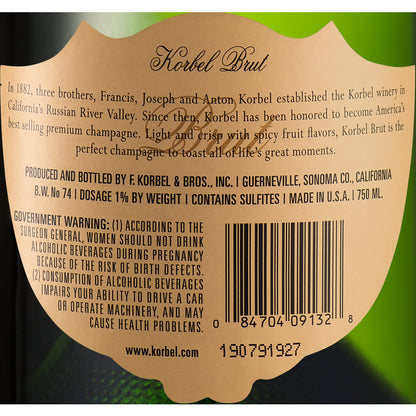 Korbel Brut
In 1882, three brothers, Francis, Joseph and Anton Korbel established the Korbel winery in
California's Russian River Valley. Since then, Korbel has been honored to become America's
best selling premium champagne. Light and crisp with spicy fruit flavors, Korbel Brut is the
perfect champagne to toast all of life's great moments.
Brut
PRODUCED AND BOTTLED BY F. KORBEL & BROS., INC. | GUERNEVILLE, SONOMA CO., CALIFORNIA
B.W. No 74 | DOSAGE 1% BY WEIGHT | CONTAINS SULFITES | MADE IN U.S.A. | 750 ML.
GOVERNMENT WARNING: (1) ACCORDING TO THE
SURGEON GENERAL, WOMEN SHOULD NOT DRINK
ALCOHOLIC BEVERAGES DURING PREGNANCY
BECAUSE OF THE RISK OF BIRTH DEFECTS.
(2) CONSUMPTION OF ALCOHOLIC BEVERAGES
IMPAIRS YOUR ABILITY TO DRIVE A CAR
OR OPERATE MACHINERY, AND MAY
CAUSE HEALTH PROBLEMS.
0 84704 09132 8
www.korbel.com
190791927